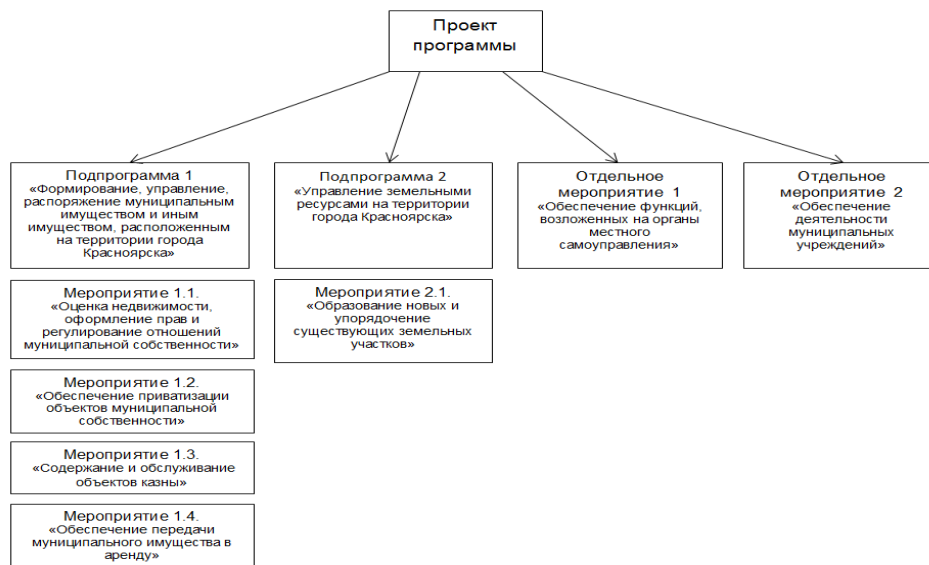 Проект
программы
Подпрограмма 1
«Формирование, управление,
распоряжение муниципальным
имуществом и иным
имуществом, расположенным
на территории города
Красноярска»
Подпрограмма 2
«Управление земельными
ресурсами на территории
города Красноярска»
Отдельное
мероприятие 1
«Обеспечение функций,
возложенных на органы
местного
самоуправления»
Отдельное
мероприятие 2
«Обеспечение
деятельности
муниципальных
учреждений»
Мероприятие 1.1.
«Оценка недвижимости,
оформление прав и
регулирование отношений
муниципальной собственности»
Мероприятие 2.1.
«Образование новых и
упорядочение
существующих земельных
участков»
Мероприятие 1.2.
«Обеспечение приватизации
объектов муниципальной
собственности»
Мероприятие 1.3.
«Содержание и обслуживание
объектов казны»
Мероприятие 1.4.
«Обеспечение передачи
муниципального имущества в
аренду»